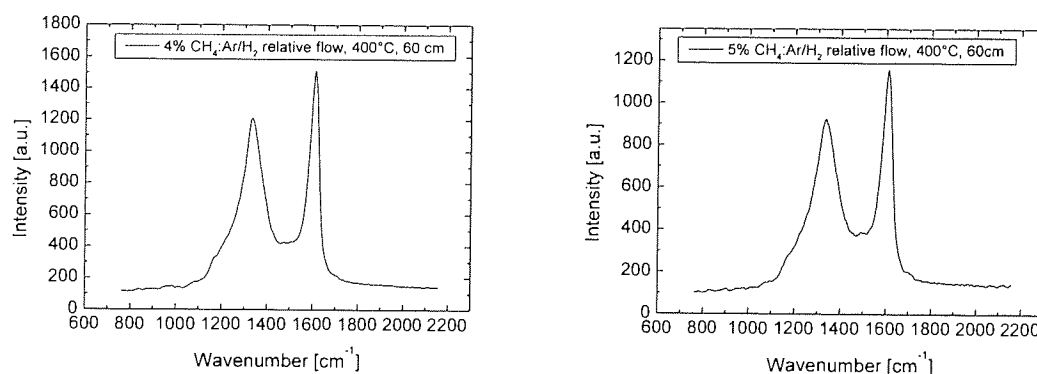 4% CH₄:Ar/H₂ relative flow, 400°C, 60 cm
Intensity [a.u.]
1800
1600
1400
1200
1000
800
600
400
200
0
600 800 1000 1200 1400 1600 1800 2000 2200
Wavenumber [cm⁻¹]
5% CH₄:Ar/H₂ relative flow, 400°C, 60cm
Intensity [a.u.]
1200
1000
800
600
400
200
0
600 800 1000 1200 1400 1600 1800 2000 2200
Wavenumber [cm⁻¹]